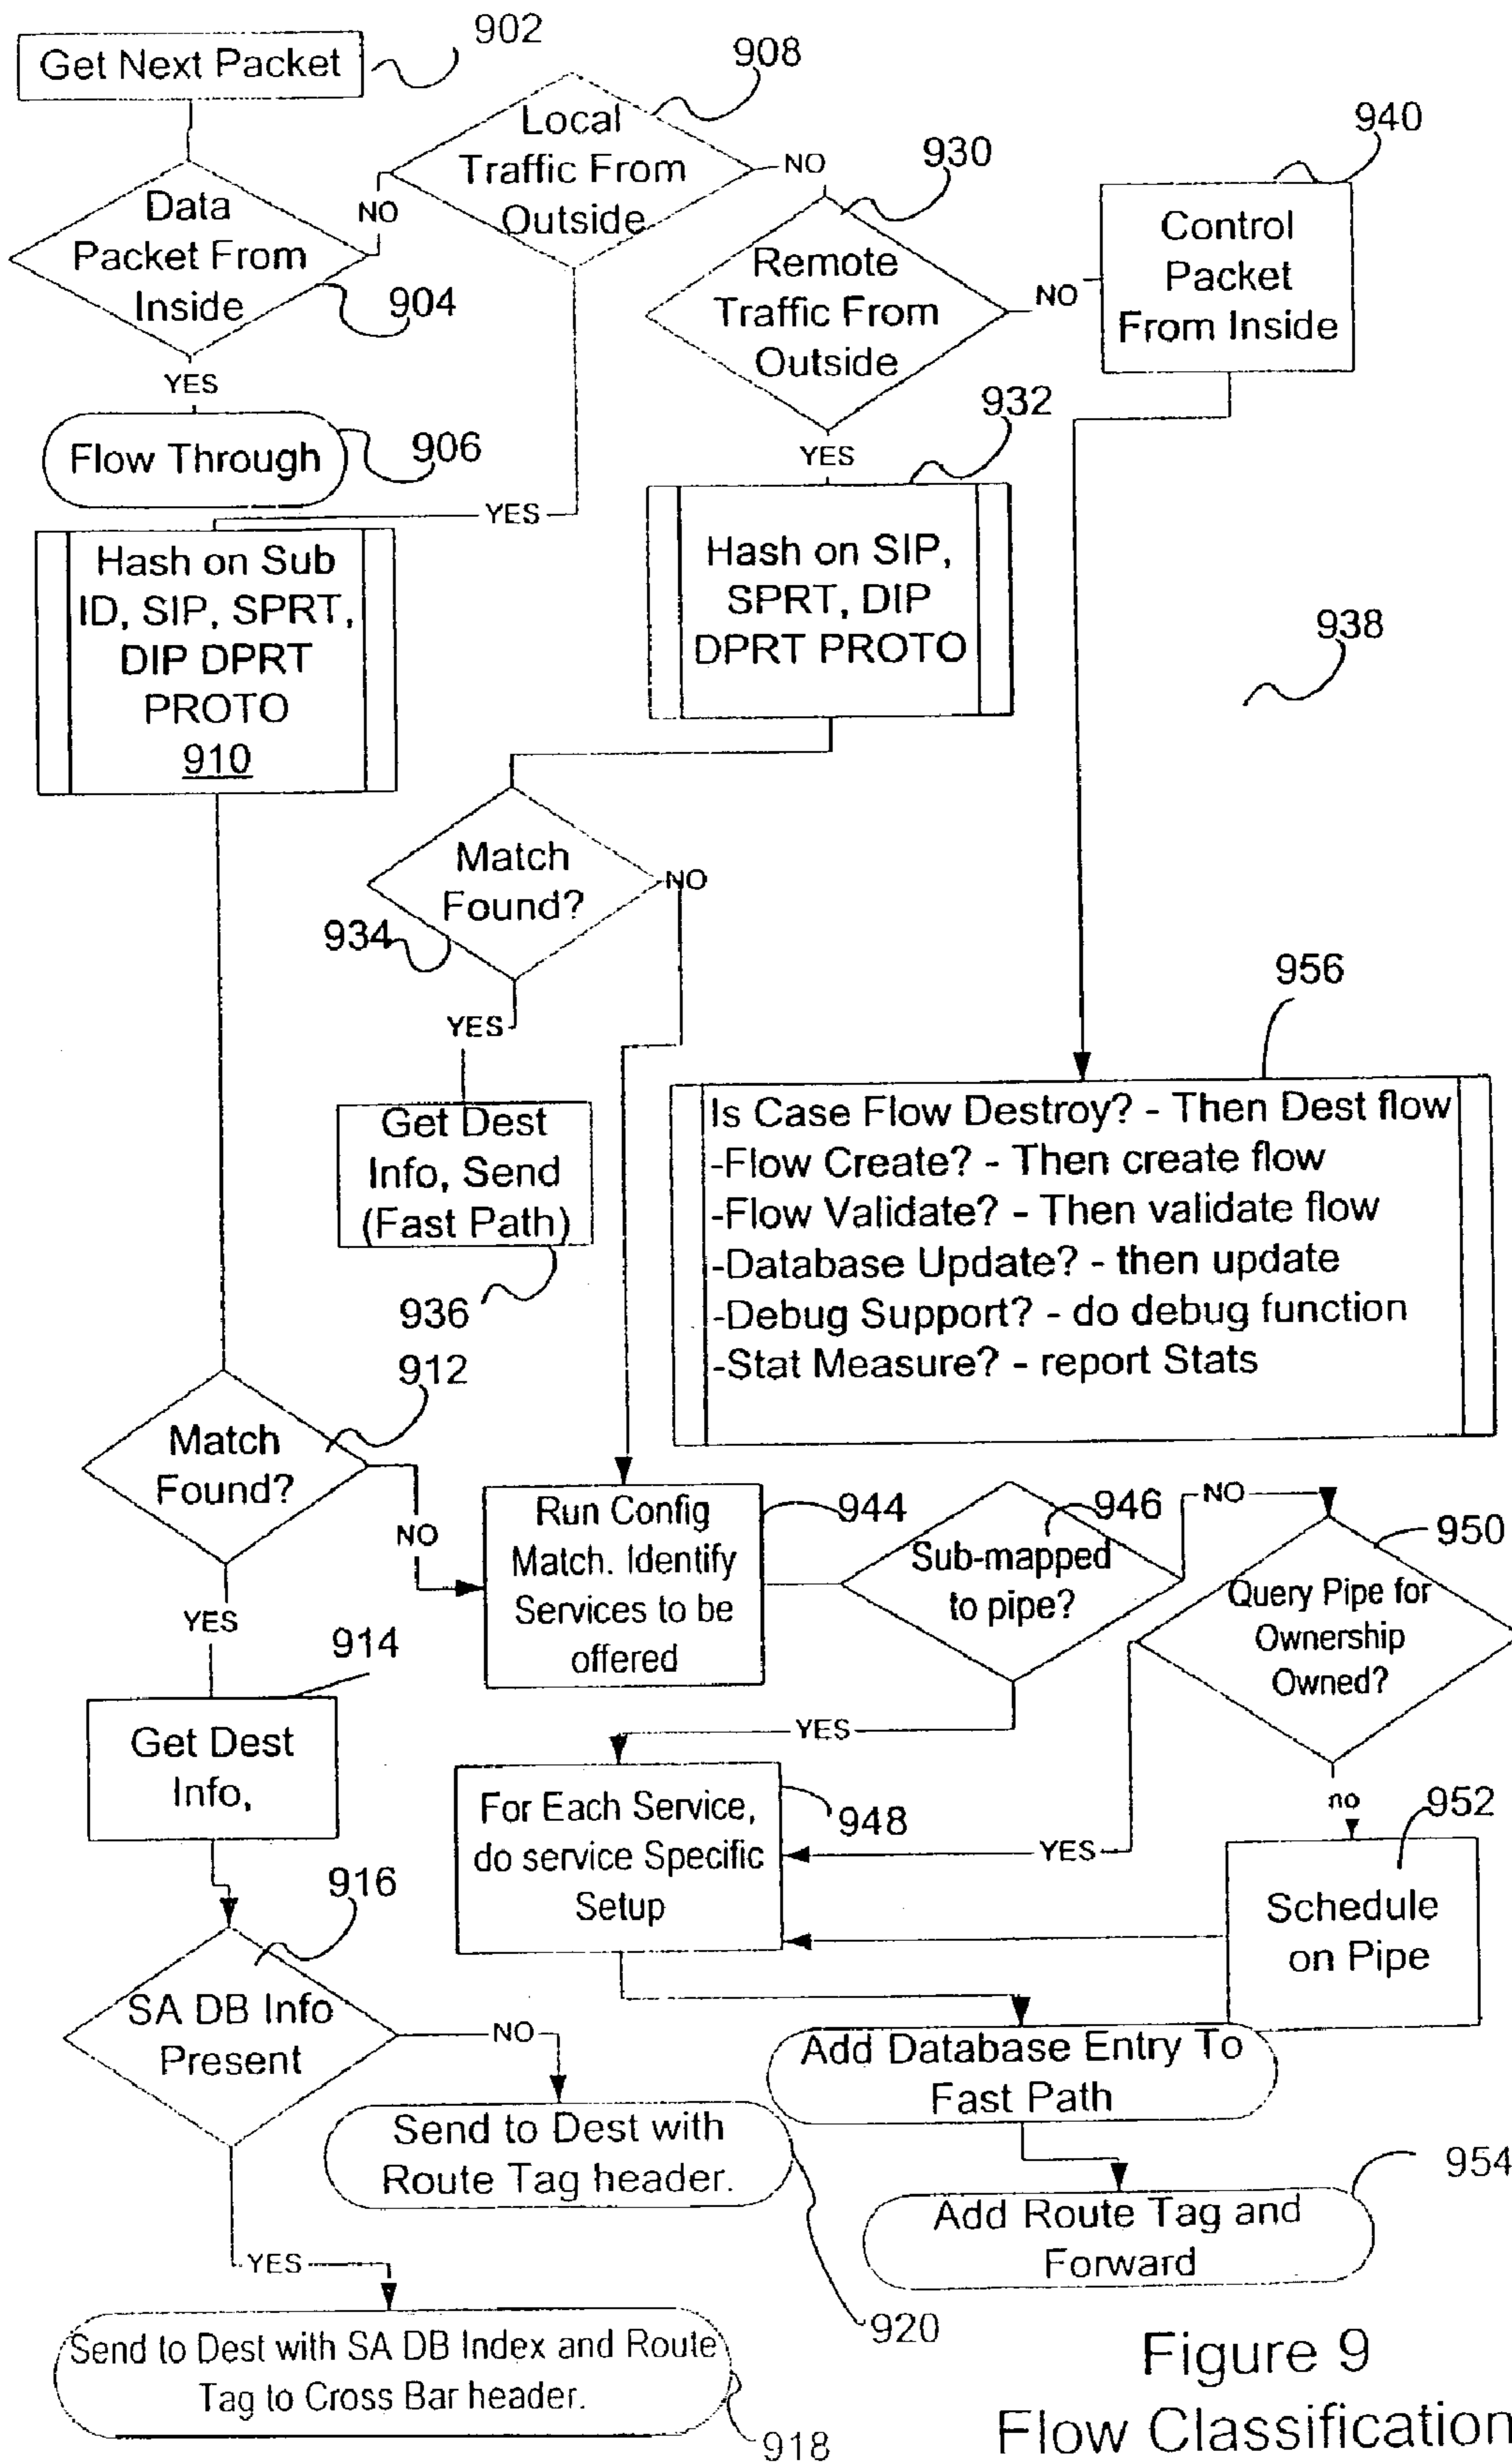 902
Get Next Packet
908
Local
Traffic From
Outside
NO
930
940
Control
Packet
From Inside
Data
Packet From
Inside
NO
904
Remote
Traffic From
Outside
NO
YES
Flow Through
906
YES
932
YES
Hash on Sub
ID, SIP, SPRT,
DIP DPRT
PROTO
910
Hash on SIP,
SPRT, DIP
DPRT PROTO
938
Match
Found?
NO
934
YES
956
Get Dest
Info, Send
(Fast Path)
936
Is Case Flow Destroy? - Then Dest flow
-Flow Create? - Then create flow
-Flow Validate? - Then validate flow
-Database Update? - then update
-Debug Support? - do debug function
-Stat Measure? - report Stats
912
Match
Found?
NO
YES
Run Config
Match. Identify
Services to be
offered
944
946
Sub-mapped
to pipe?
NO
950
Query Pipe for
Ownership
Owned?
914
Get Dest
Info,
YES
For Each Service,
do service Specific
Setup
948
YES
no
952
Schedule
on Pipe
916
SA DB Info
Present
NO
Add Database Entry To
Fast Path
Send to Dest with
Route Tag header.
954
Add Route Tag and
Forward
YES
920
Send to Dest with SA DB Index and Route
Tag to Cross Bar header.
918
Figure 9
Flow Classification